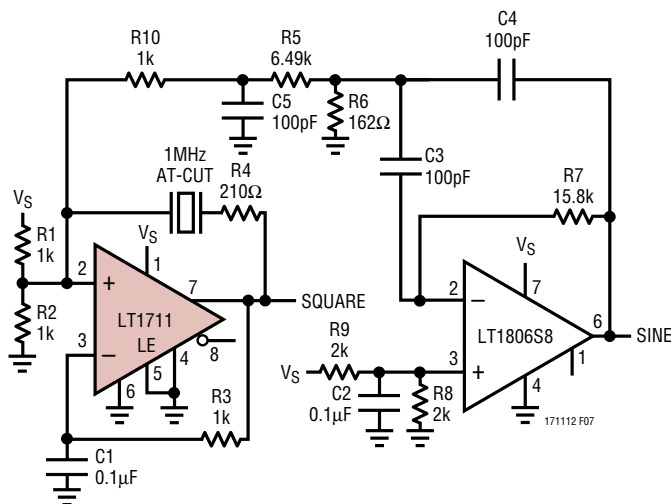 R10
1k
R5
6.49k
C4
100pF
C5
100pF
R6
162Ω
C3
100pF
1MHz
AT-CUT
R4
210Ω
R7
15.8k
VS
R1
1k
R2
1k
VS
2
+
1
7
SQUARE
LT1711
LE
3
−
8
4
5
6
R3
1k
C1
0.1µF
VS
7
2
−
LT1806S8
6
SINE
1
R9
2k
VS
3
+
C2
0.1µF
R8
2k
4
171112 F07